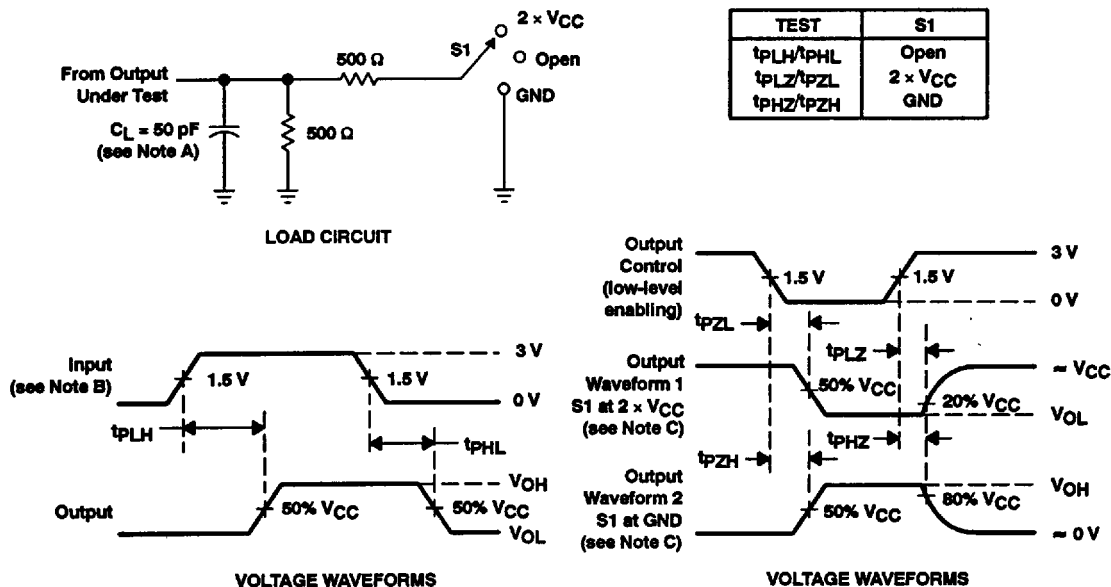 2 × VCC
S1
Open
500 Ω
GND
From Output
Under Test
CL = 50 pF
(see Note A)
500 Ω
LOAD CIRCUIT
TEST S1
tPLH/tPHL Open
tPLZ/tPZL 2 × VCC
tPHZ/tPZH GND
Input
(see Note B)
3 V
1.5 V
1.5 V
0 V
tPLH
tPHL
Output
VOH
50% VCC
50% VCC
VOL
VOLTAGE WAVEFORMS
Output
Control
(low-level
enabling)
3 V
1.5 V
1.5 V
0 V
tPZL
tPLZ
Output
Waveform 1
S1 at 2 × VCC
(see Note C)
≈ VCC
50% VCC
20% VCC
VOL
tPHZ
tPZH
Output
Waveform 2
S1 at GND
(see Note C)
VOH
50% VCC
80% VCC
≈ 0 V
VOLTAGE WAVEFORMS